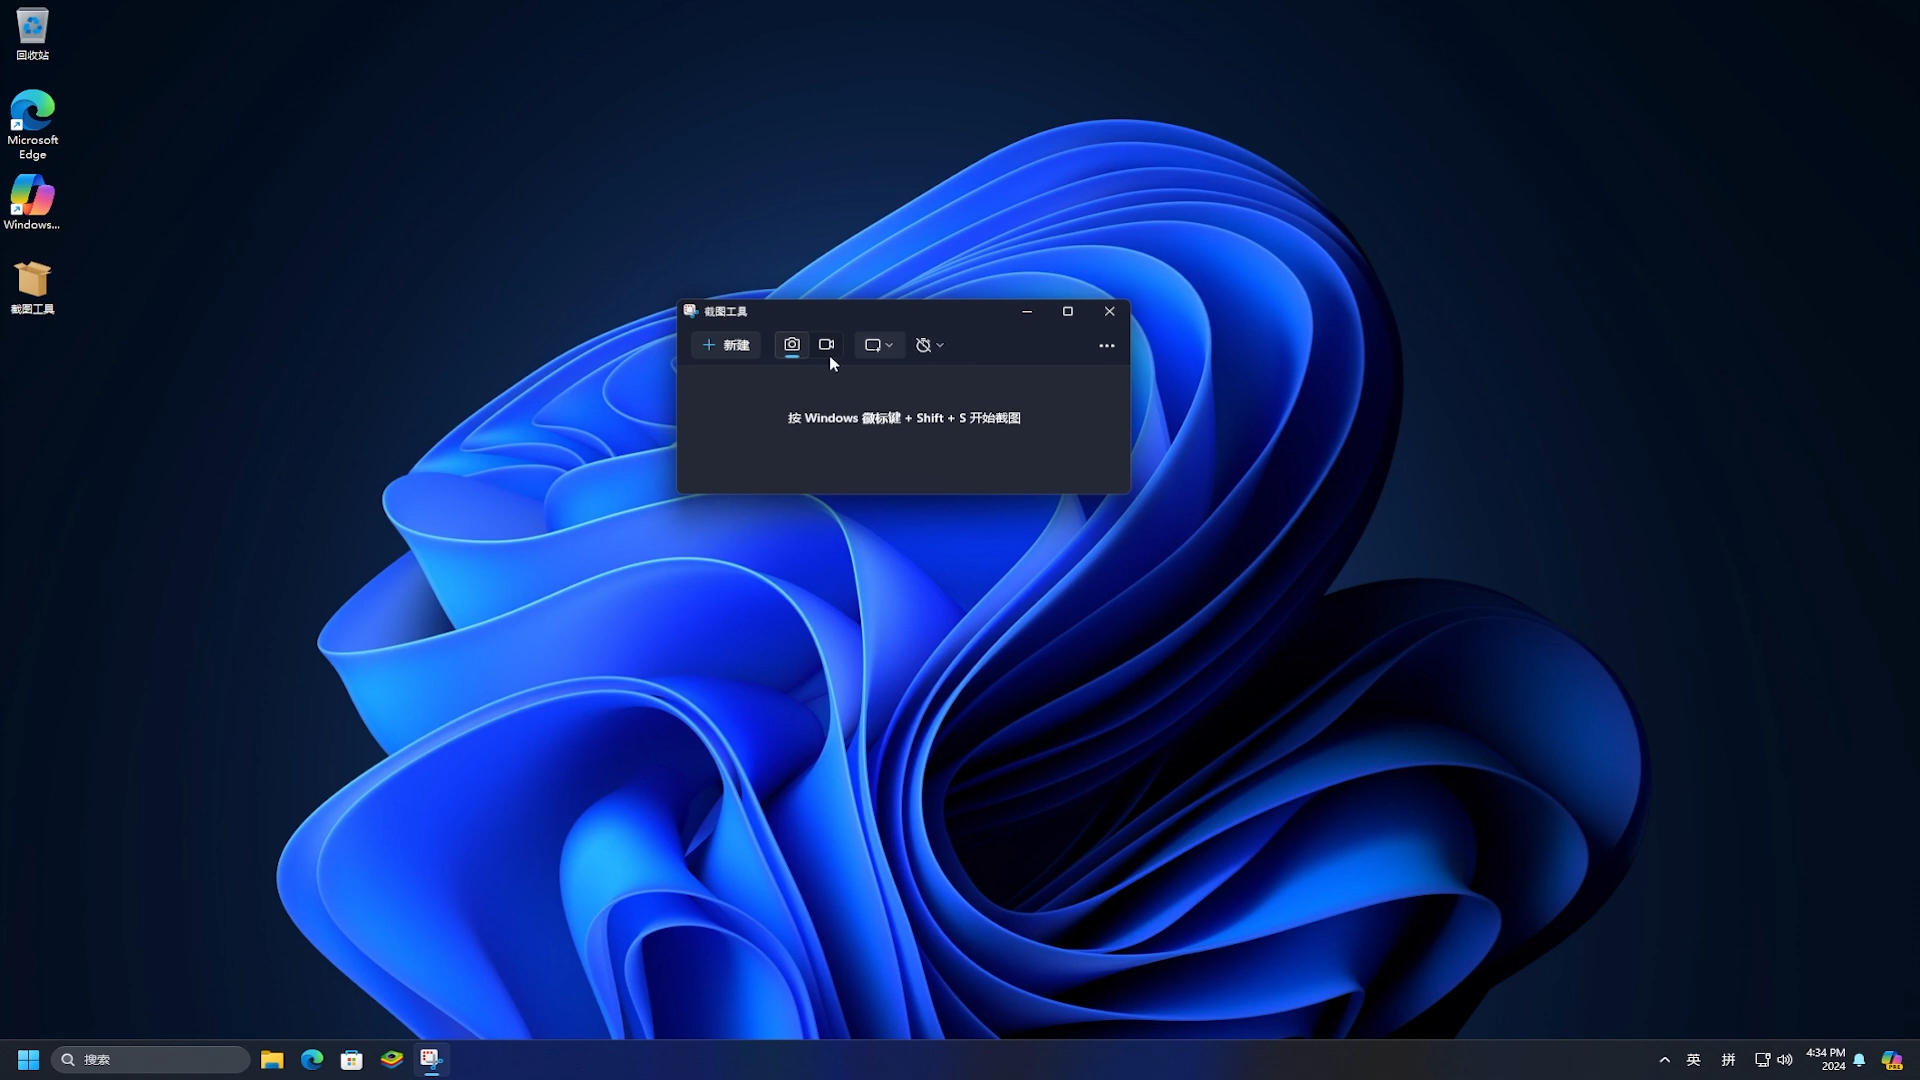 回收站
Microsoft
Edge
Windows...
截图工具
截图工具
新建
按 Windows 徽标键 + Shift + S 开始截图
搜索
英
拼
4:34 PM
2024
PRE